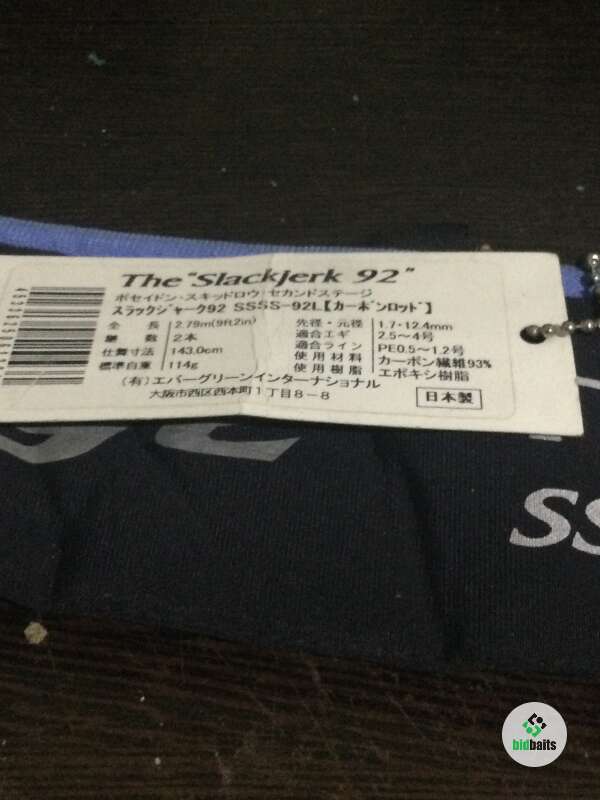 The "SlackJerk 92"
ポセイドン・スキッドロウ セカンドステージ
スラックジャーク92 SSSS-92L【カーボンロッド】
全長 2.79m(9ft2in) 先径・元径 1.7・12.4mm
継数 2本 適合エギ 2.5～4号
仕舞寸法 143.0cm 適合ライン PE0.5～1.2号
標準自重 114g 使用材料 カーボン繊維93%
使用樹脂 エポキシ樹脂
(有)エバーグリーンインターナショナル
大阪市西区西本町1丁目8-8 日本製
92
SS
bidbaits